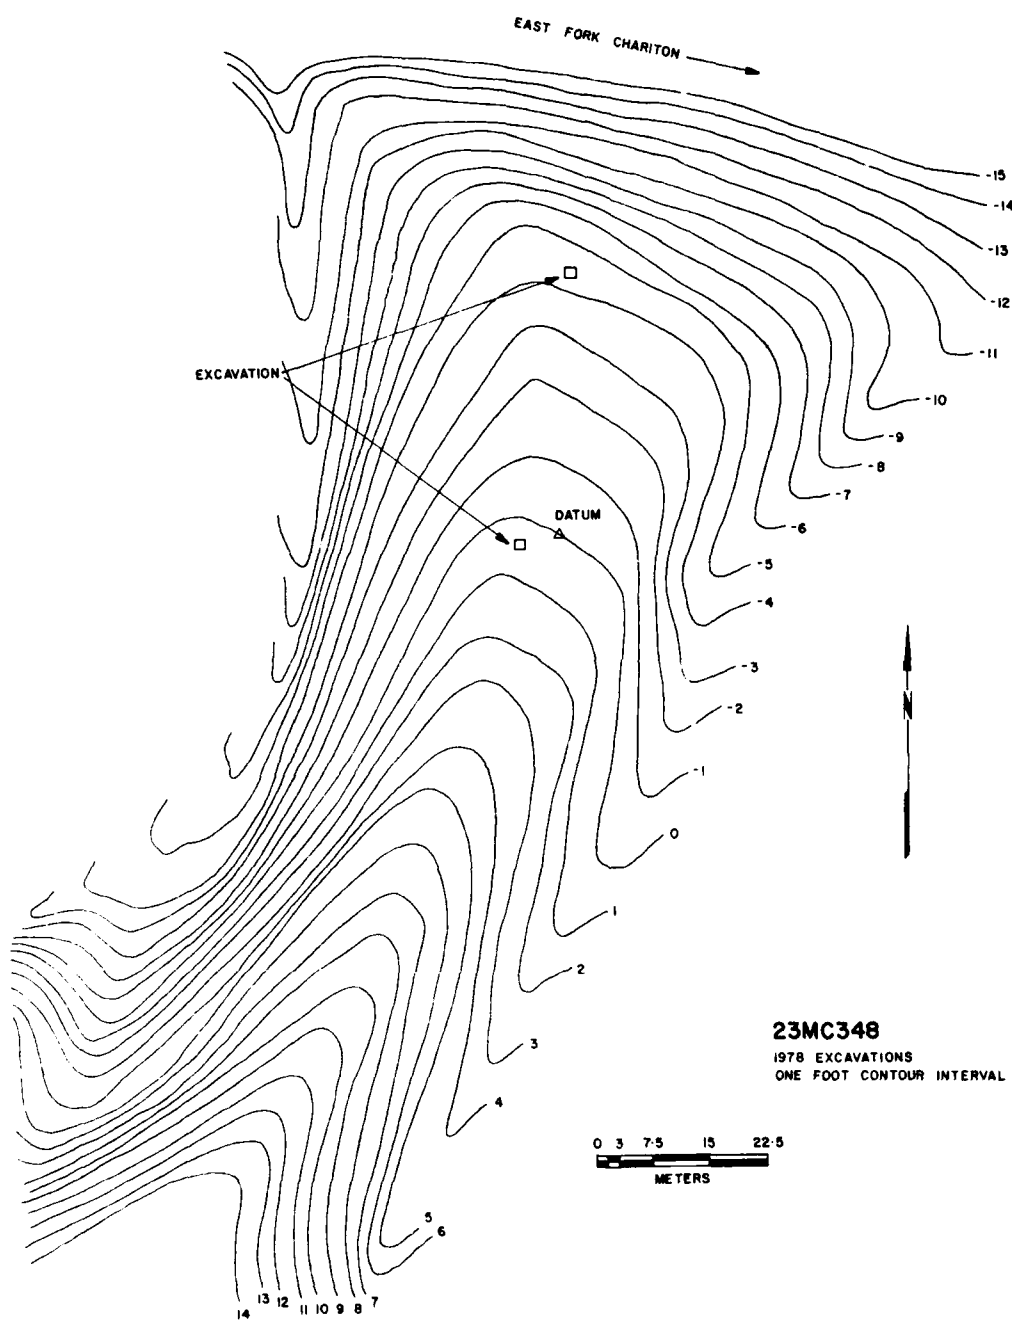 EAST FORK CHARITON
-15
-14
-13
-12
-11
-10
-9
-8
-7
-6
-5
-4
-3
-2
-1
0
1
2
3
4
5
6
EXCAVATION
DATUM
N
23MC348
1978 EXCAVATIONS
ONE FOOT CONTOUR INTERVAL
0 3 7.5 15 22.5
METERS
14 13 12 11 10 9 8 7